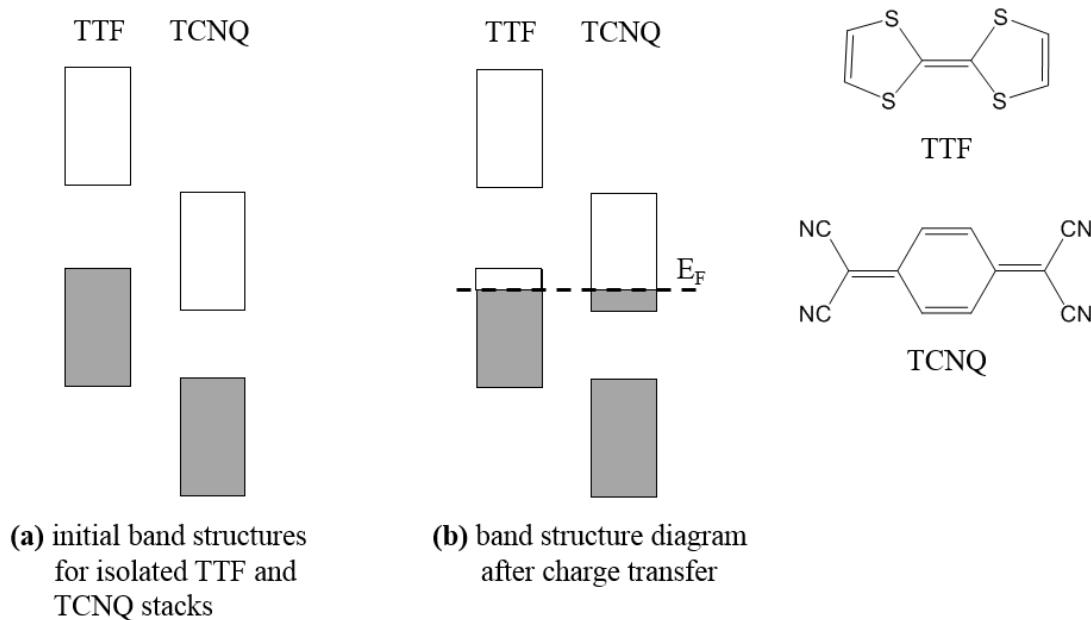 TTF TCNQ
TTF TCNQ
E_F
(a) initial band structures
for isolated TTF and
TCNQ stacks
(b) band structure diagram
after charge transfer
S S
S S
TTF
NC CN
NC CN
TCNQ